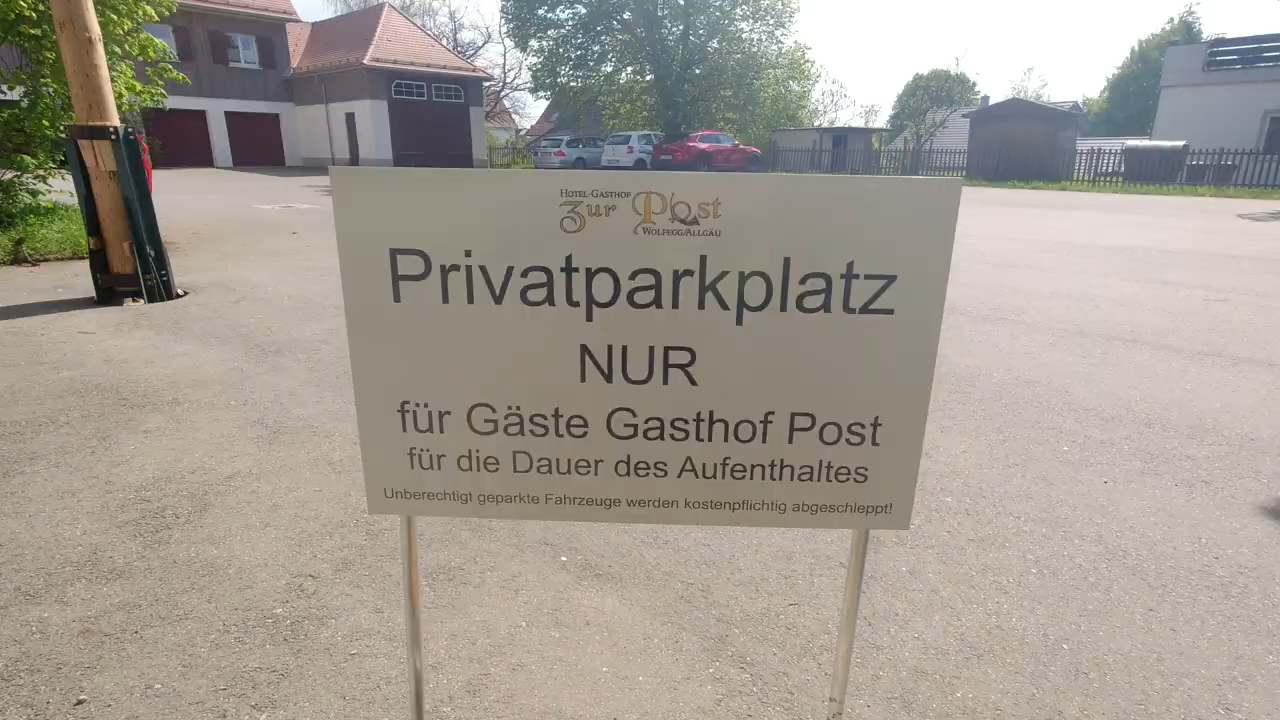 HOTEL-GASTHOF
Zur Post
WOLFEGG/ALLGÄU
Privatparkplatz
NUR
für Gäste Gasthof Post
für die Dauer des Aufenthaltes
Unberechtigt geparkte Fahrzeuge werden kostenpflichtig abgeschleppt!